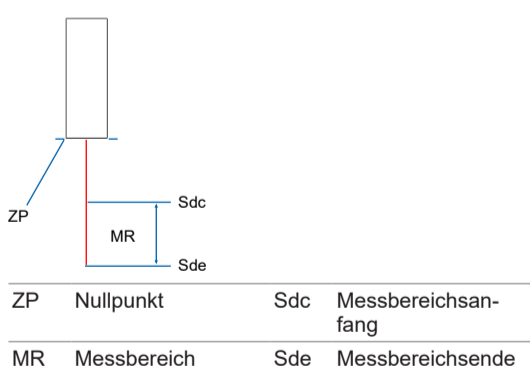 Sdc
ZP
MR
Sde
ZP Nullpunkt Sdc Messbereichsan-
fang
MR Messbereich Sde Messbereichsende